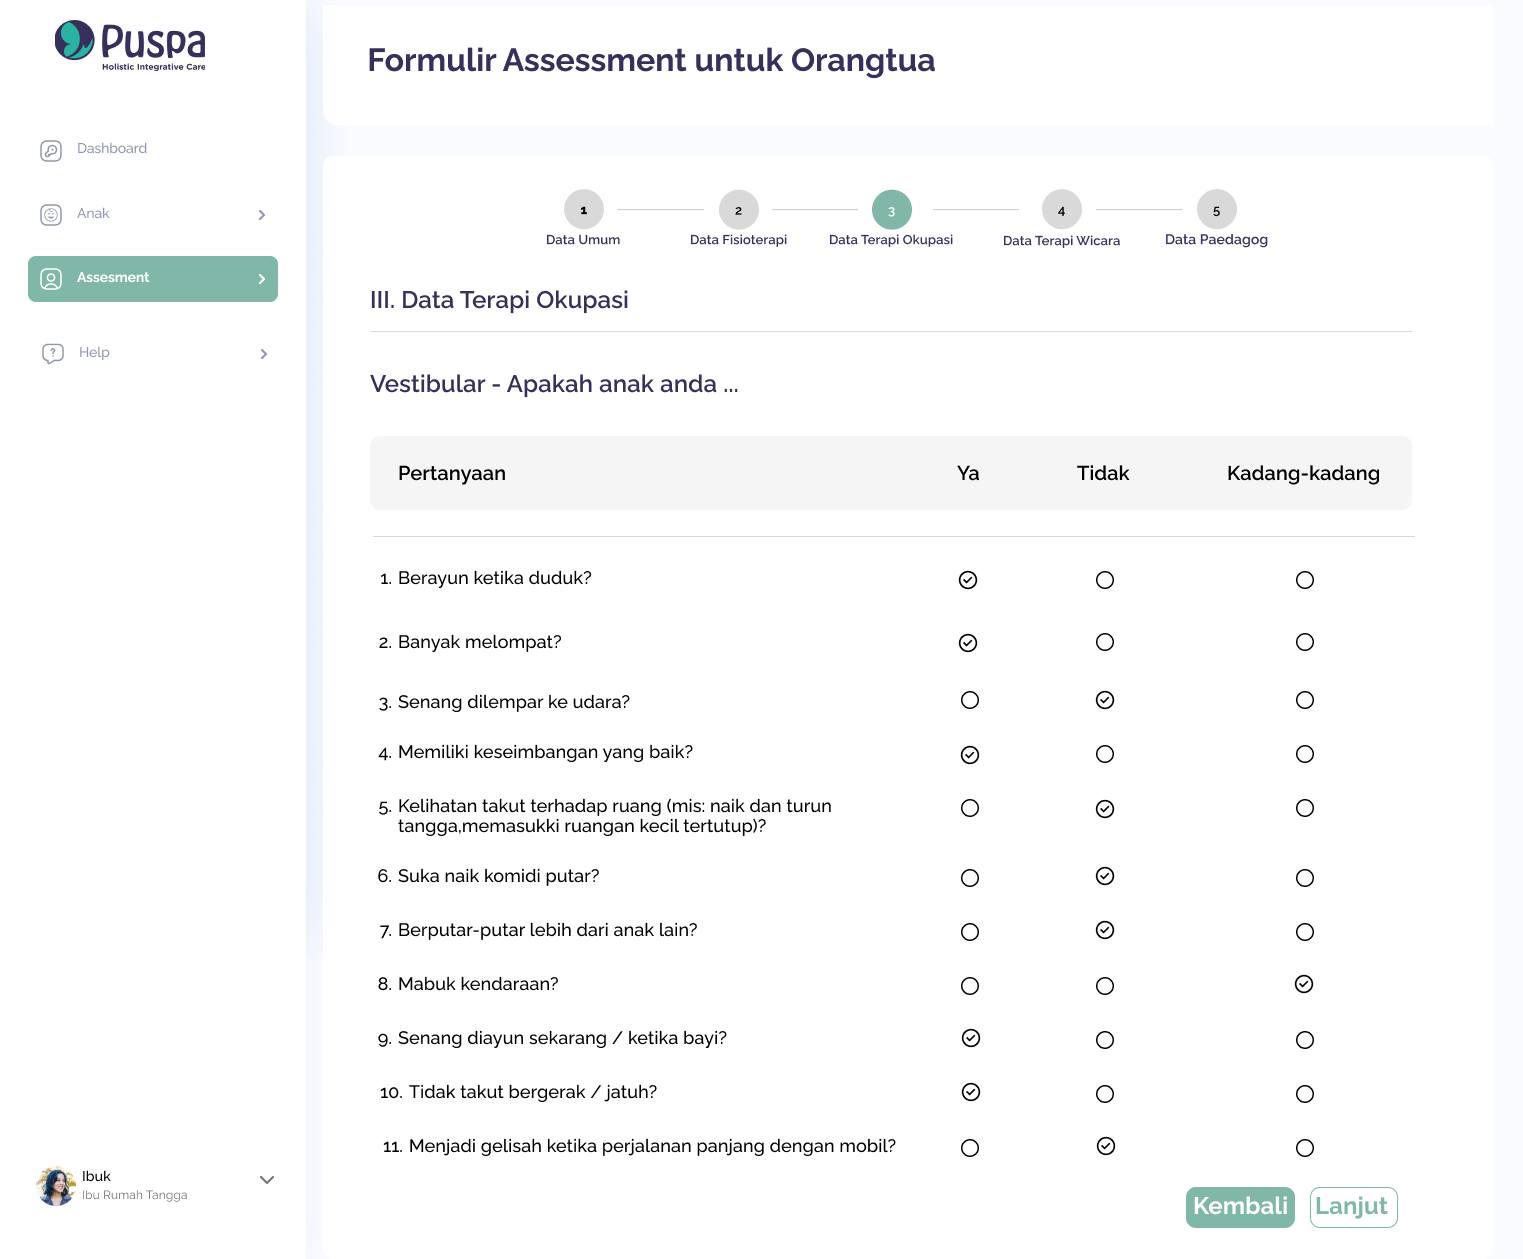 Puspa
Holistic Integrative Care
Dashboard
Anak
Assesment
Help
Ibuk
Ibu Rumah Tangga
Formulir Assessment untuk Orangtua
1 2 3 4 5
Data Umum Data Fisioterapi Data Terapi Okupasi Data Terapi Wicara Data Paedagog
III. Data Terapi Okupasi
Vestibular - Apakah anak anda ...
Pertanyaan Ya Tidak Kadang-kadang
1. Berayun ketika duduk?
2. Banyak melompat?
3. Senang dilempar ke udara?
4. Memiliki keseimbangan yang baik?
5. Kelihatan takut terhadap ruang (mis: naik dan turun
tangga,memasukki ruangan kecil tertutup)?
6. Suka naik komidi putar?
7. Berputar-putar lebih dari anak lain?
8. Mabuk kendaraan?
9. Senang diayun sekarang / ketika bayi?
10. Tidak takut bergerak / jatuh?
11. Menjadi gelisah ketika perjalanan panjang dengan mobil?
Kembali Lanjut